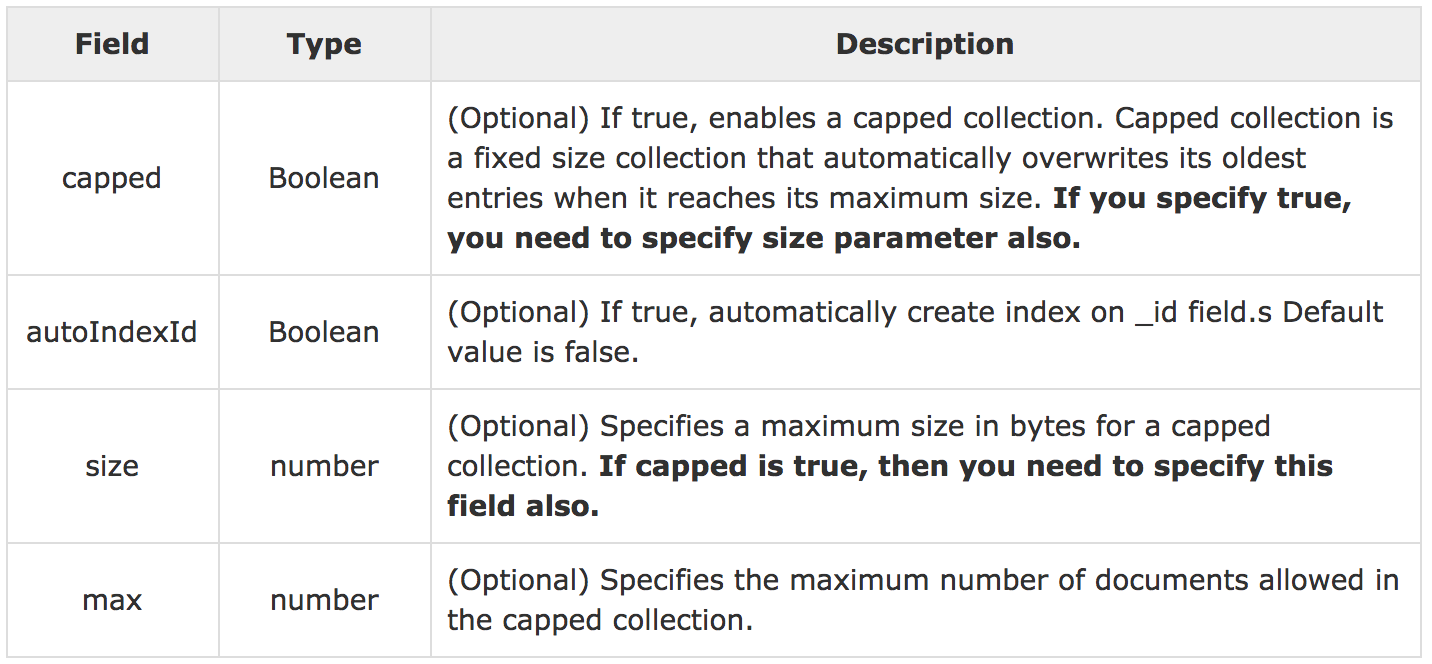 Field Type Description
(Optional) If true, enables a capped collection. Capped collection is
a fixed size collection that automatically overwrites its oldest
capped Boolean
entries when it reaches its maximum size. If you specify true,
you need to specify size parameter also.
(Optional) If true, automatically create index on _id field.s Default
autoIndexId Boolean
value is false.
(Optional) Specifies a maximum size in bytes for a capped
size number
collection. If capped is true, then you need to specify this
field also.
(Optional) Specifies the maximum number of documents allowed in
max number
the capped collection.